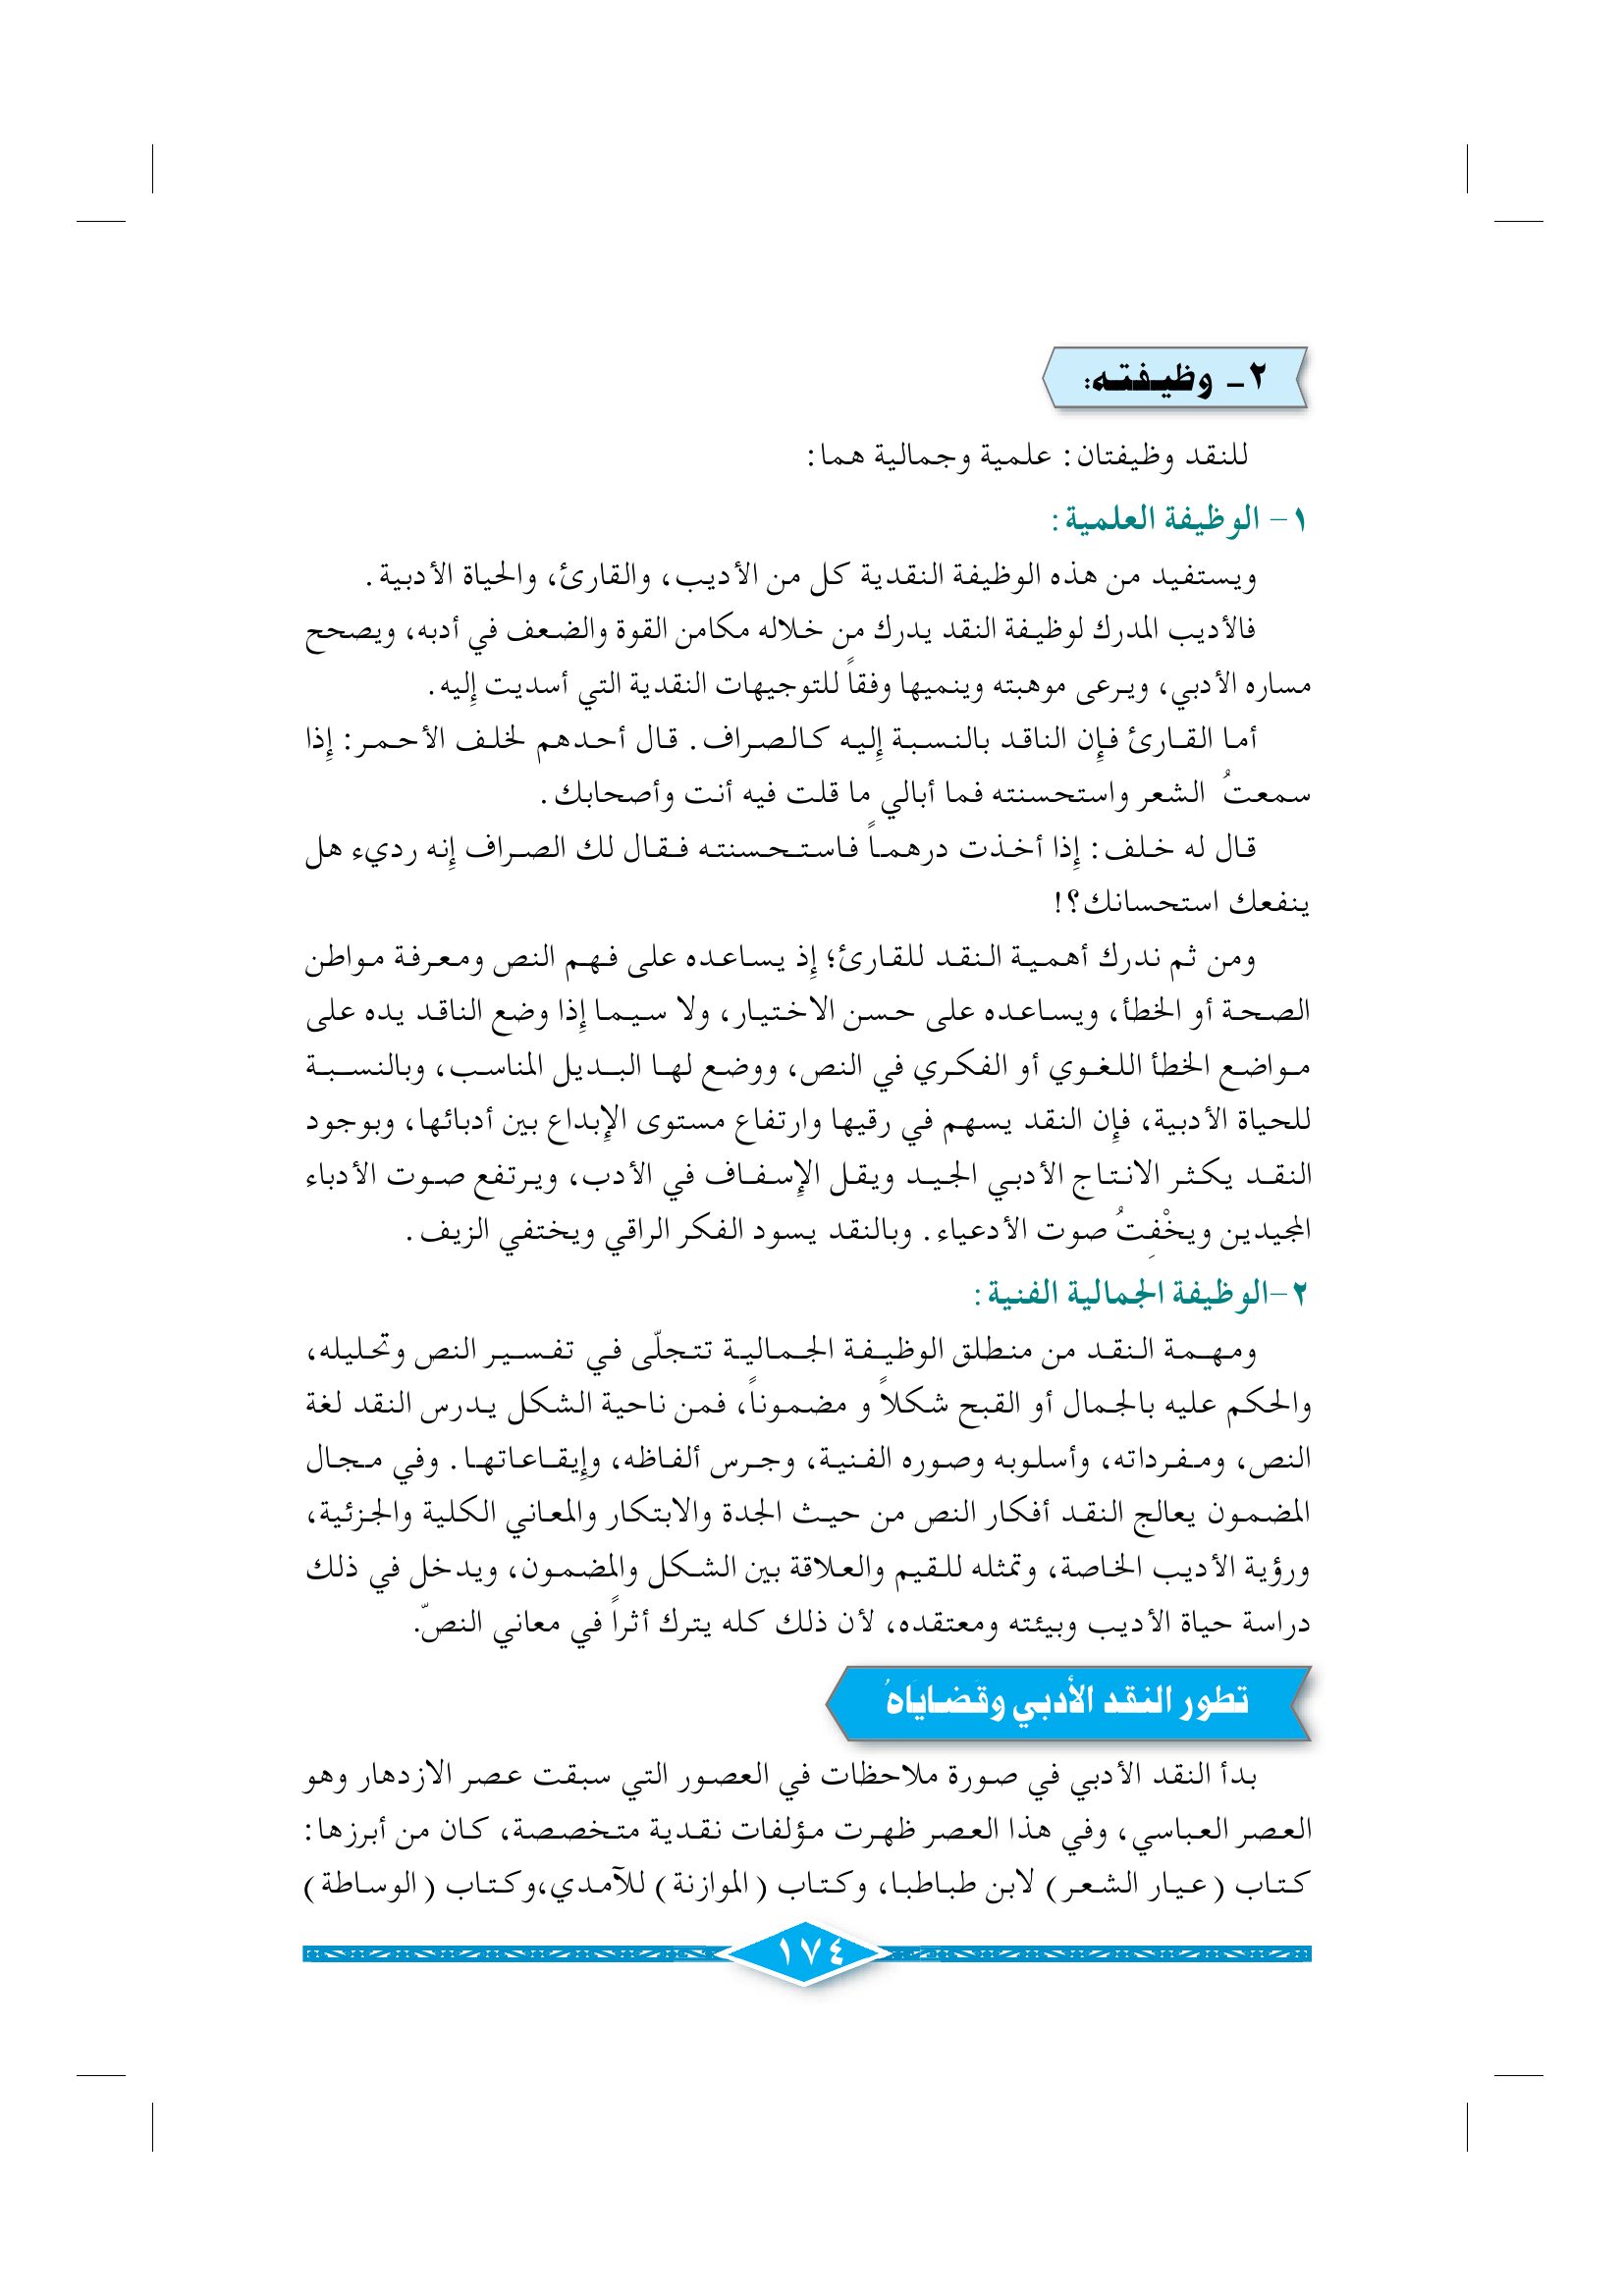 ٢- وظيفته:
للنقد وظيفتان: علمية وجمالية هما:
١- الوظيفة العلمية:
ويستفيد من هذه الوظيفة النقدية كل من الأديب، والقارئ، والحياة الأدبية.
فالأديب المدرك لوظيفة النقد يدرك من خلاله مكامن القوة والضعف في أدبه، ويصحح
مساره الأدبي، ويرعى موهبته وينميها وفقاً للتوجيهات النقدية التي أسديت إليه.
أما القارئ فإن الناقد بالنسبة إليه كالصراف. قال أحدهم لخلف الأحمر: إذا
سمعتُ الشعر واستحسنته فما أبالي ما قلت فيه أنت وأصحابك.
قال له خلف: إذا أخذت درهماً فاستحسنته فقال لك الصراف إنه رديء هل
ينفعك استحسانك؟!
ومن ثم ندرك أهمية النقد للقارئ؛ إذ يساعده على فهم النص ومعرفة مواطن
الصحة أو الخطأ، ويساعده على حسن الاختيار، ولا سيما إذا وضع الناقد يده على
مواضع الخطأ اللغوي أو الفكري في النص، ووضع لها البديل المناسب، وبالنسبة
للحياة الأدبية، فإن النقد يسهم في رقيها وارتفاع مستوى الإبداع بين أدبائها، وبوجود
النقد يكثر الانتاج الأدبي الجيد ويقل الإسفاف في الأدب، ويرتفع صوت الأدباء
المجيدين ويخْفِتُ صوت الأدعياء. وبالنقد يسود الفكر الراقي ويختفي الزيف.
٢-الوظيفة الجمالية الفنية:
ومهمة النقد من منطلق الوظيفة الجمالية تتجلّى في تفسير النص وتحليله،
والحكم عليه بالجمال أو القبح شكلاً و مضموناً، فمن ناحية الشكل يدرس النقد لغة
النص، ومفرداته، وأسلوبه وصوره الفنية، وجرس ألفاظه، وإيقاعاتها. وفي مجال
المضمون يعالج النقد أفكار النص من حيث الجدة والابتكار والمعاني الكلية والجزئية،
ورؤية الأديب الخاصة، وتمثله للقيم والعلاقة بين الشكل والمضمون، ويدخل في ذلك
دراسة حياة الأديب وبيئته ومعتقده، لأن ذلك كله يترك أثراً في معاني النصّ.
تطور النقد الأدبي وقَضايَاهُ
بدأ النقد الأدبي في صورة ملاحظات في العصور التي سبقت عصر الازدهار وهو
العصر العباسي، وفي هذا العصر ظهرت مؤلفات نقدية متخصصة، كان من أبرزها:
كتاب (عيار الشعر) لابن طباطبا، وكتاب (الموازنة) للآمدي،وكتاب (الوساطة)
١٧٤